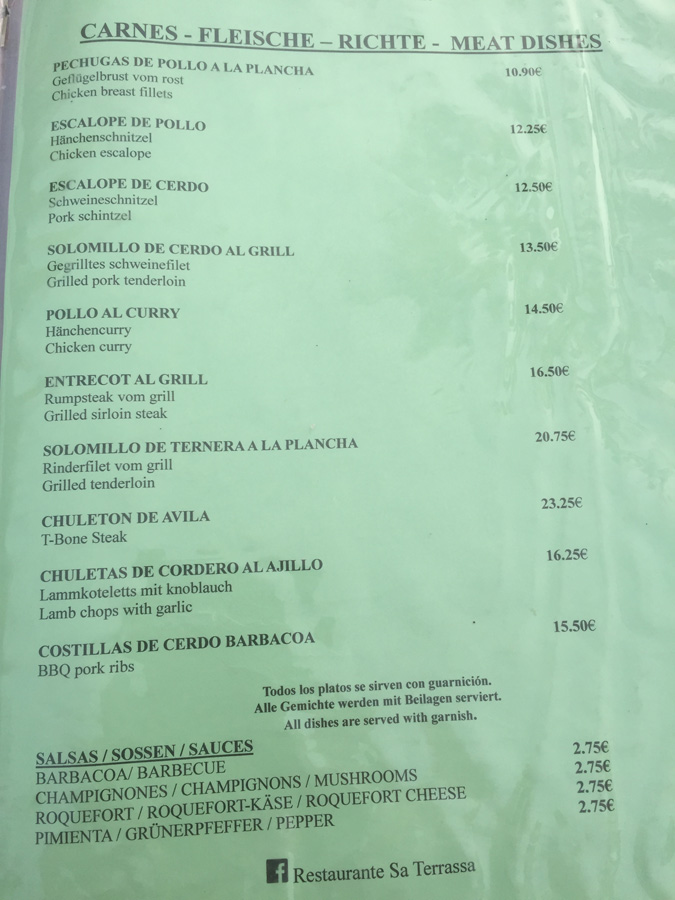 CARNES - FLEISCHE – RICHTE - MEAT DISHES
PECHUGAS DE POLLO A LA PLANCHA 10.90€
Geflügelbrust vom rost
Chicken breast fillets
ESCALOPE DE POLLO 12.25€
Hänchenschnitzel
Chicken escalope
ESCALOPE DE CERDO 12.50€
Schweineschnitzel
Pork schintzel
SOLOMILLO DE CERDO AL GRILL 13.50€
Gegrilltes schweinefilet
Grilled pork tenderloin
POLLO AL CURRY 14.50€
Hänchencurry
Chicken curry
ENTRECOT AL GRILL 16.50€
Rumpsteak vom grill
Grilled sirloin steak
SOLOMILLO DE TERNERA A LA PLANCHA 20.75€
Rinderfilet vom grill
Grilled tenderloin
CHULETON DE AVILA 23.25€
T-Bone Steak
CHULETAS DE CORDERO AL AJILLO 16.25€
Lammkoteletts mit knoblauch
Lamb chops with garlic
COSTILLAS DE CERDO BARBACOA 15.50€
BBQ pork ribs
Todos los platos se sirven con guarnición.
Alle Gemichte werden mit Beilagen serviert.
All dishes are served with garnish.
SALSAS / SOSSEN / SAUCES
BARBACOA/ BARBECUE 2.75€
CHAMPIGNONES / CHAMPIGNONS / MUSHROOMS 2.75€
ROQUEFORT / ROQUEFORT-KÄSE / ROQUEFORT CHEESE 2.75€
PIMIENTA / GRÜNERPFEFFER / PEPPER 2.75€
Restaurante Sa Terrassa